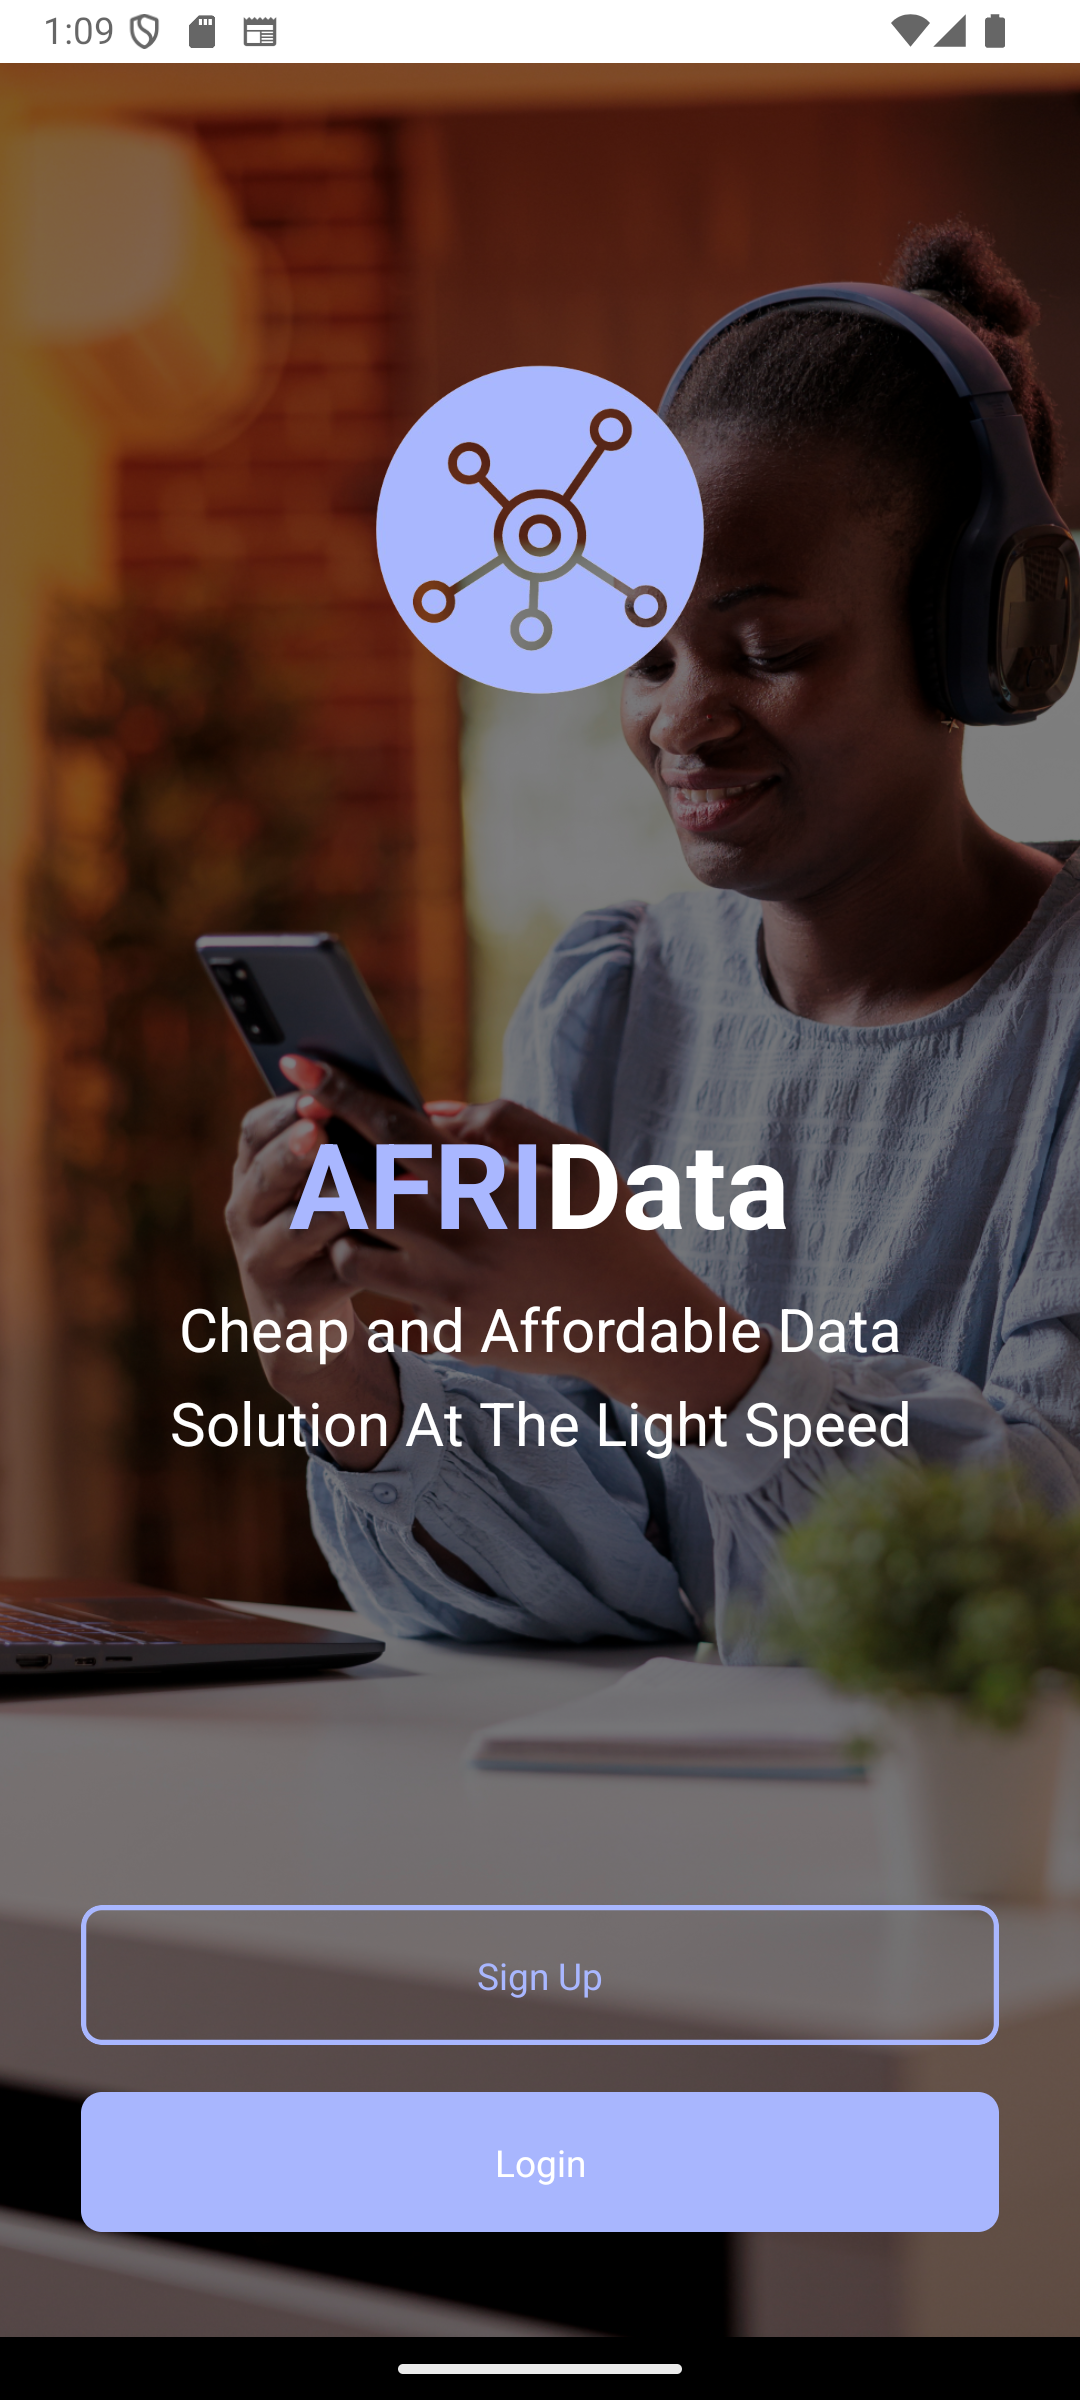 1:09
AFRIData
Cheap and Affordable Data
Solution At The Light Speed
Sign Up
Login